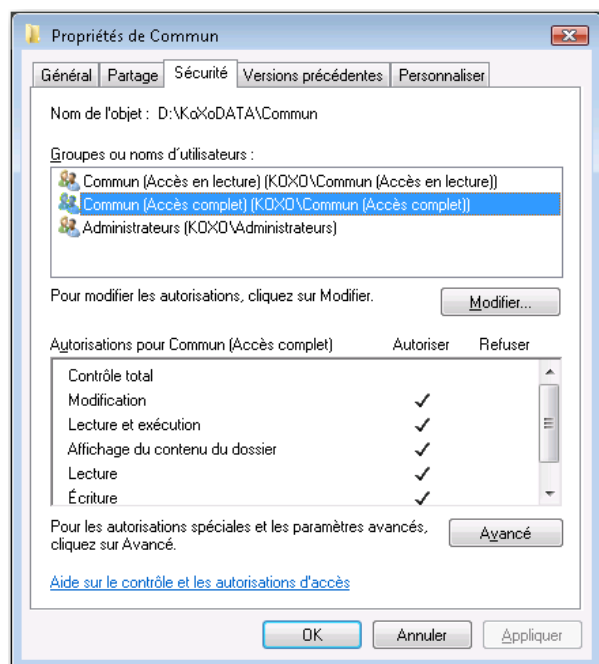 Propriétés de Commun
Général Partage Sécurité Versions précédentes Personnaliser
Nom de l'objet : D:\KoXoDATA\Commun
Groupes ou noms d'utilisateurs :
Commun (Accès en lecture) (KOXO\Commun (Accès en lecture))
Commun (Accès complet) (KOXO\Commun (Accès complet))
Administrateurs (KOXO\Administrateurs)
Pour modifier les autorisations, cliquez sur Modifier. Modifier...
Autorisations pour Commun (Accès complet) Autoriser Refuser
Contrôle total
Modification
Lecture et exécution
Affichage du contenu du dossier
Lecture
Écriture
Pour les autorisations spéciales et les paramètres avancés,
cliquez sur Avancé. Avancé
Aide sur le contrôle et les autorisations d'accès
OK Annuler Appliquer